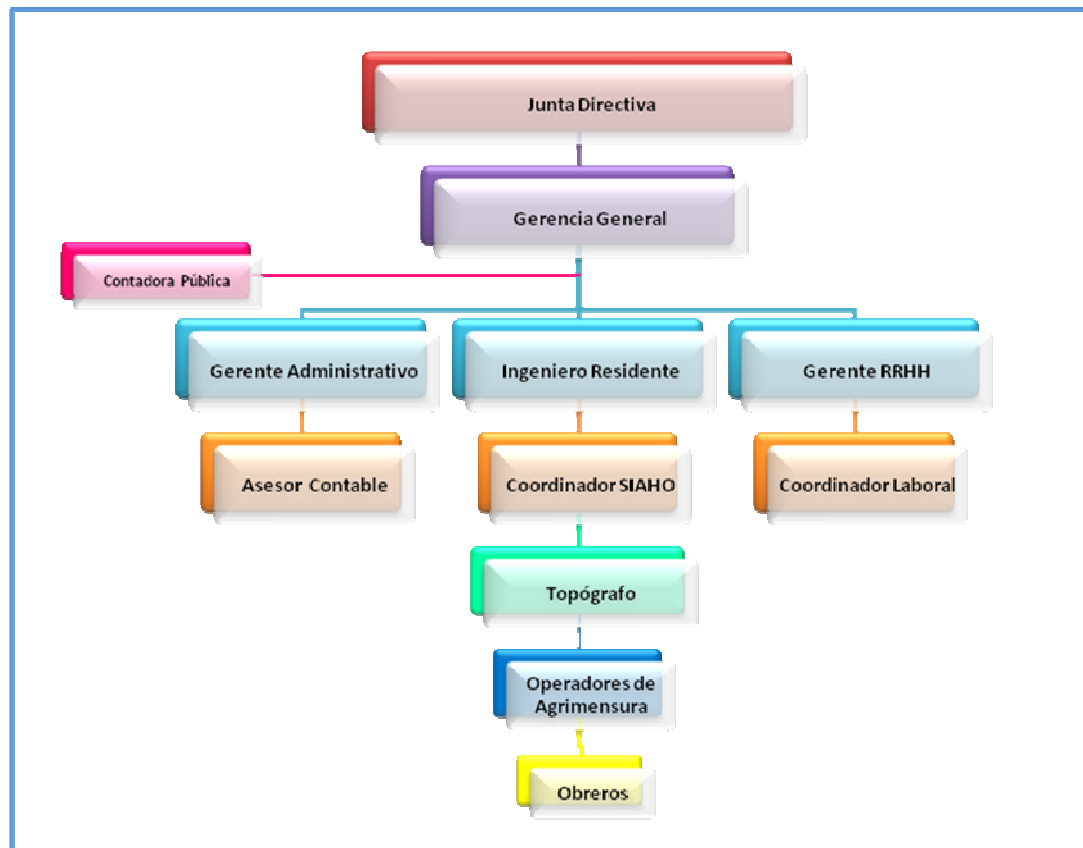 Junta Directiva
Gerencia General
Contadora Pública
Gerente Administrativo
Ingeniero Residente
Gerente RRHH
Asesor Contable
Coordinador SIAHO
Coordinador Laboral
Topógrafo
Operadores de
Agrimensura
Obreros